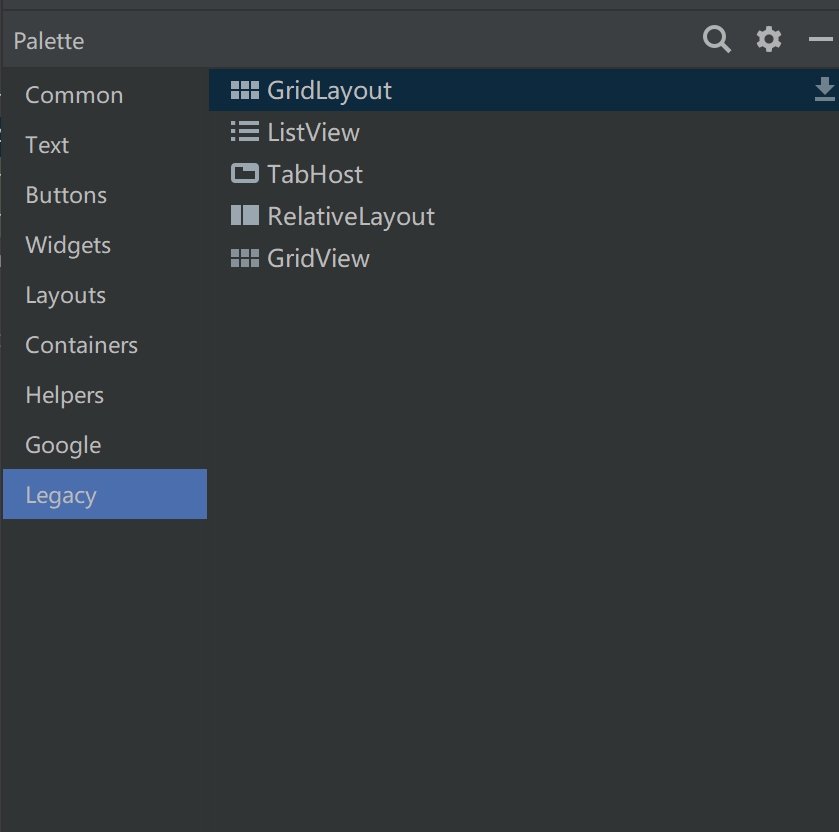 Palette
Common
Text
Buttons
Widgets
Layouts
Containers
Helpers
Google
Legacy
GridLayout
ListView
TabHost
RelativeLayout
GridView